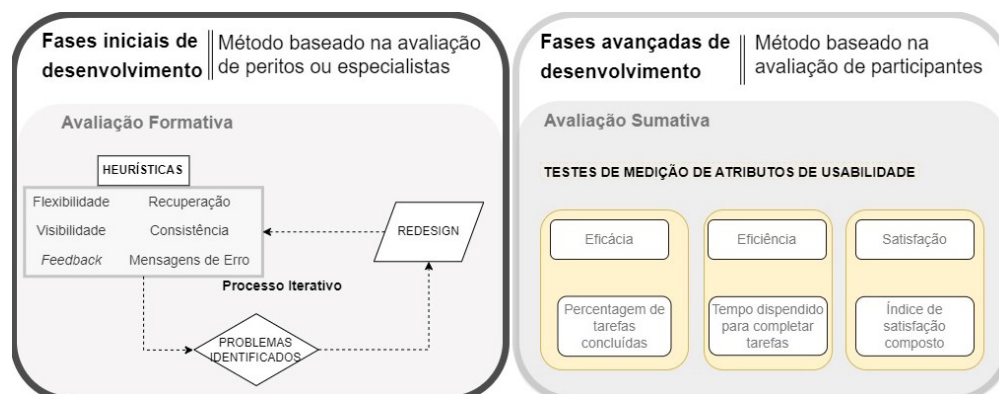 Fases iniciais de
desenvolvimento
Método baseado na avaliação
de peritos ou especialistas
Avaliação Formativa
HEURÍSTICAS
Flexibilidade Recuperação
Visibilidade Consistência
Feedback Mensagens de Erro
REDESIGN
Processo Iterativo
PROBLEMAS
IDENTIFICADOS
Fases avançadas de
desenvolvimento
Método baseado na
avaliação de participantes
Avaliação Sumativa
TESTES DE MEDIÇÃO DE ATRIBUTOS DE USABILIDADE
Eficácia
Percentagem de
tarefas
concluídas
Eficiência
Tempo dispendido
para completar
tarefas
Satisfação
Índice de
satisfação
composto